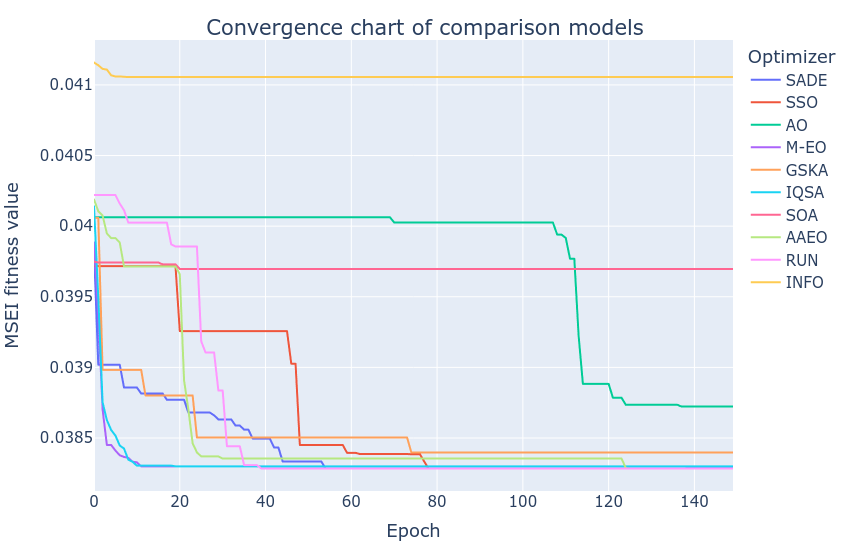 Convergence chart of comparison models
MSEI fitness value
0.041
0.0405
0.04
0.0395
0.039
0.0385
0 20 40 60 80 100 120 140
Epoch
Optimizer
SADE
SSO
AO
M-EO
GSKA
IQSA
SOA
AAEO
RUN
INFO